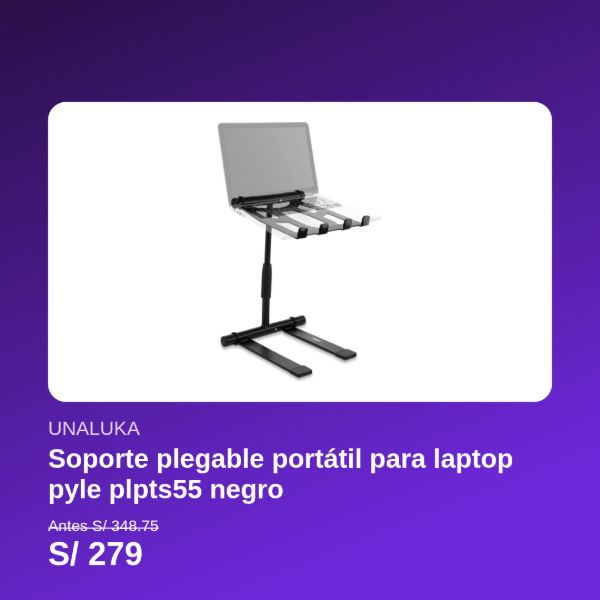 UNALUKA
Soporte plegable portátil para laptop
pyle plpts55 negro
Antes S/ 348.75
S/ 279